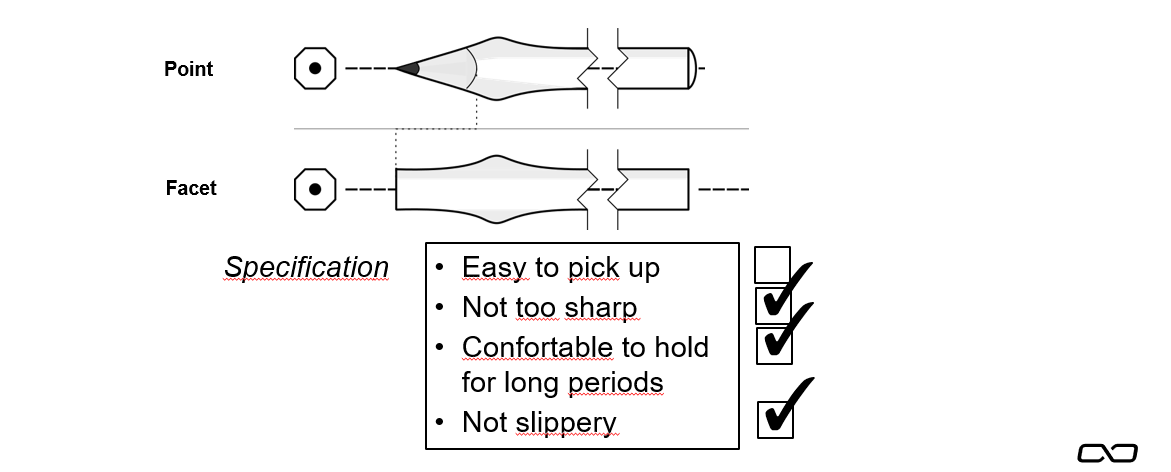 Point
Facet
Specification
• Easy to pick up
• Not too sharp
• Confortable to hold
for long periods
• Not slippery